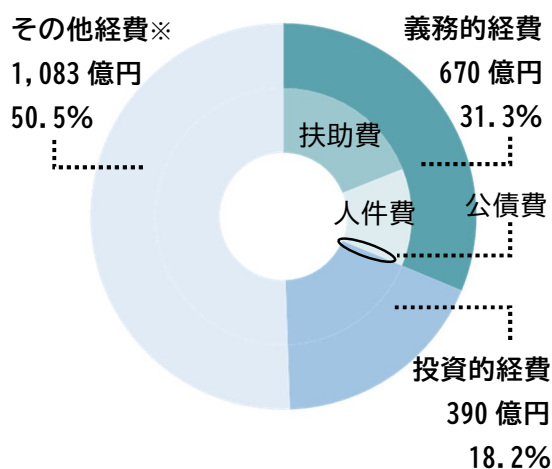 その他経費※
1,083 億円
50.5%
義務的経費
670 億円
31.3%
扶助費
人件費
公債費
投資的経費
390 億円
18.2%